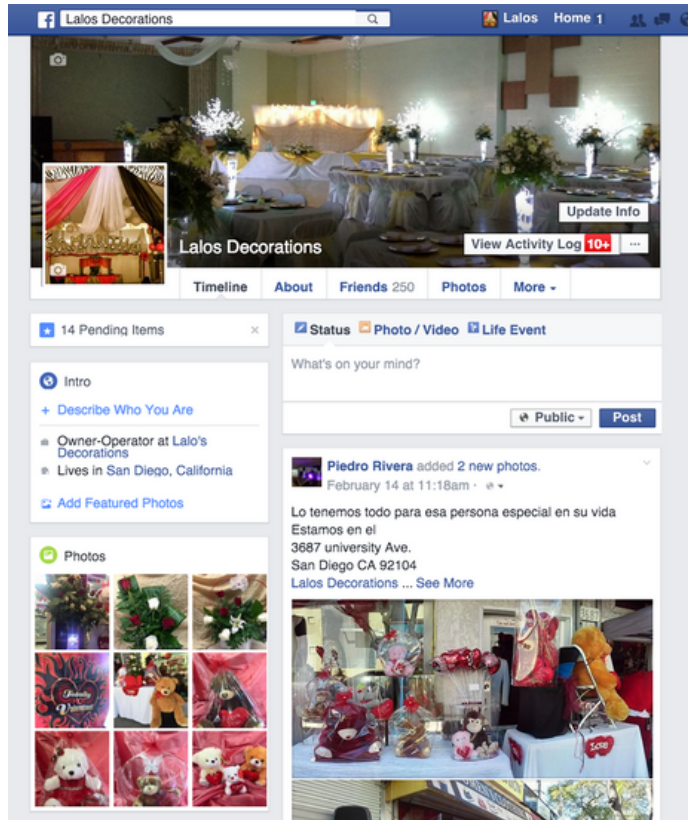 Lalos Decorations
Lalos Home 1
Update Info
Lalos Decorations
View Activity Log 10+ ...
Timeline About Friends 250 Photos More
14 Pending Items ×
Intro
+ Describe Who You Are
Owner-Operator at Lalo's
Decorations
Lives in San Diego, California
Add Featured Photos
Photos
Status Photo / Video Life Event
What's on your mind?
Public Post
Piedro Rivera added 2 new photos.
February 14 at 11:18am ·
Lo tenemos todo para esa persona especial en su vida
Estamos en el
3687 university Ave.
San Diego CA 92104
Lalos Decorations ... See More
Love